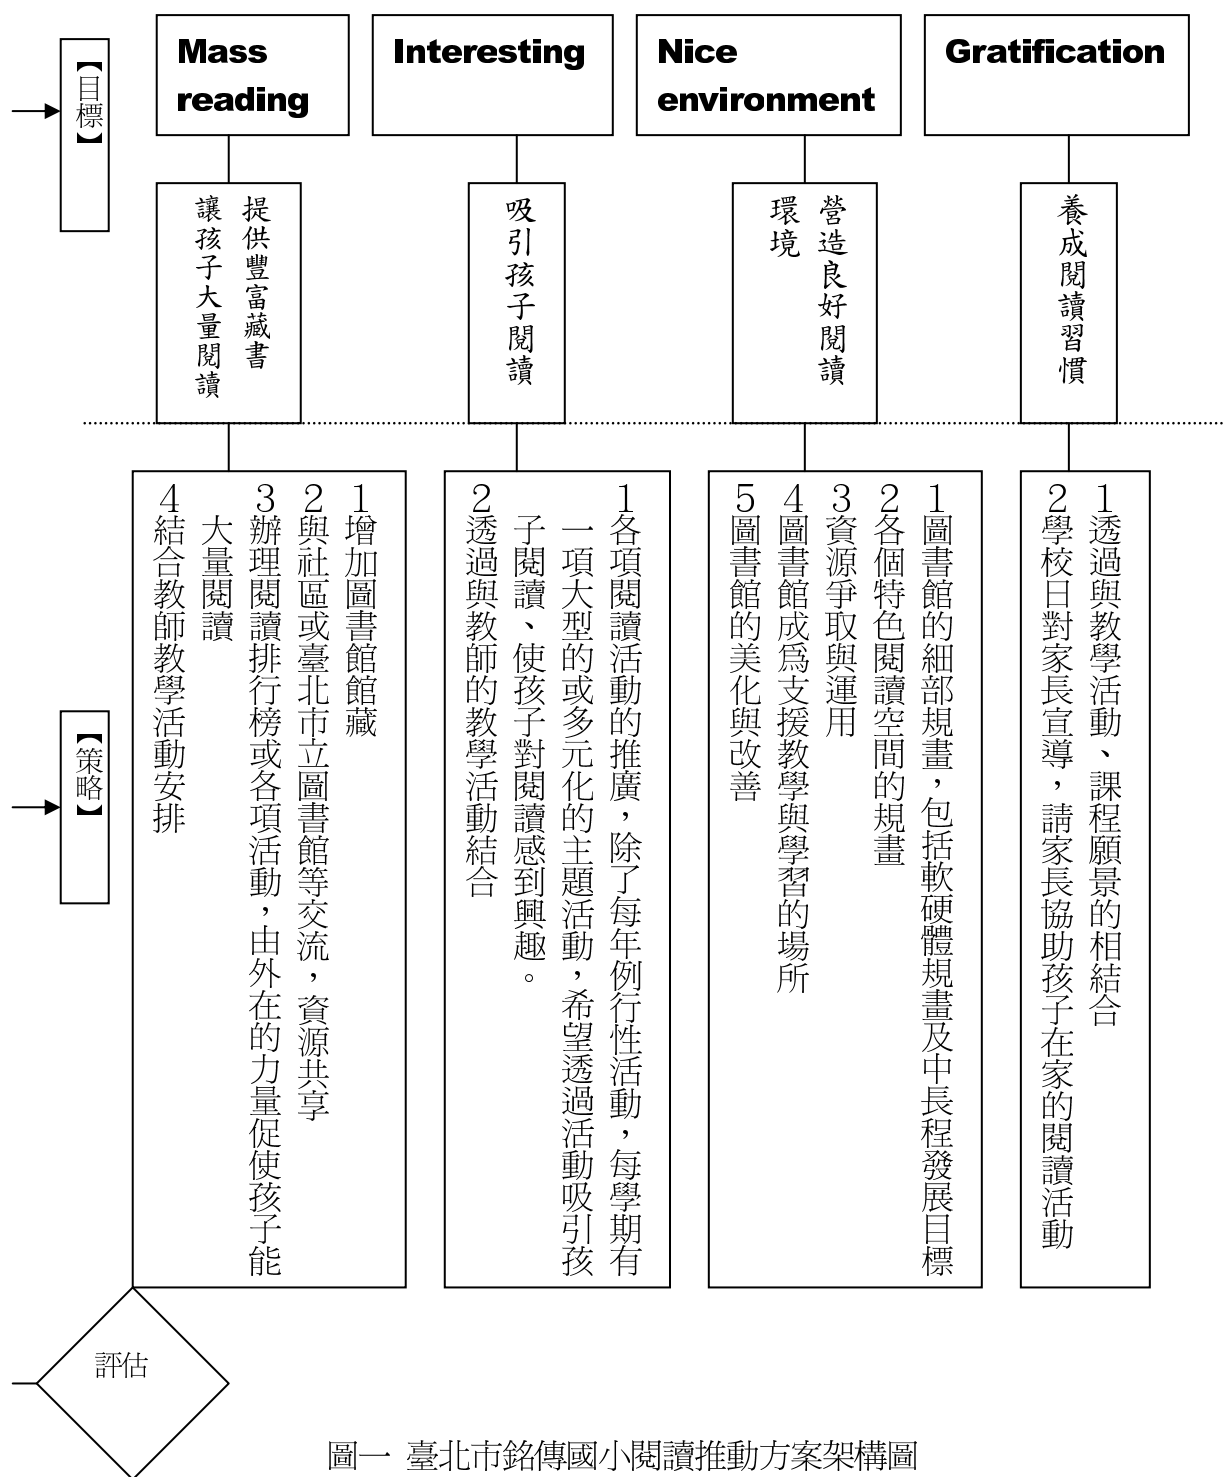 【目標】
Mass
reading
Interesting
Nice
environment
Gratification
提供豐富藏書
讓孩子大量閱讀
吸引孩子閱讀
營造良好閱讀
環境
養成閱讀習慣
【策略】
1增加圖書館館藏
2與社區或臺北市立圖書館等交流，資源共享
3辦理閱讀排行榜或各項活動，由外在的力量促使孩子能
大量閱讀
4結合教師教學活動安排
1各項閱讀活動的推廣，除了每年例行性活動，每學期有
一項大型的或多元化的主題活動，希望透過活動吸引孩
子閱讀、使孩子對閱讀感到興趣。
2透過與教師的教學活動結合
1圖書館的細部規畫，包括軟硬體規畫及中長程發展目標
2各個特色閱讀空間的規畫
3資源爭取與運用
4圖書館成為支援教學與學習的場所
5圖書館的美化與改善
1透過與教學活動、課程願景的相結合
2學校日對家長宣導，請家長協助孩子在家的閱讀活動
評估
圖一 臺北市銘傳國小閱讀推動方案架構圖